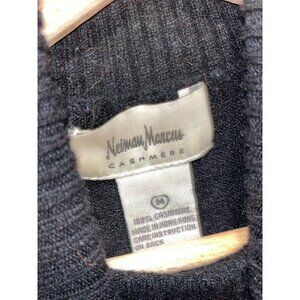 Neiman Marcus
CASHMERE
M
100% CASHMERE
MADE IN HONG KONG
CARE INSTRUCTION
ON BACK